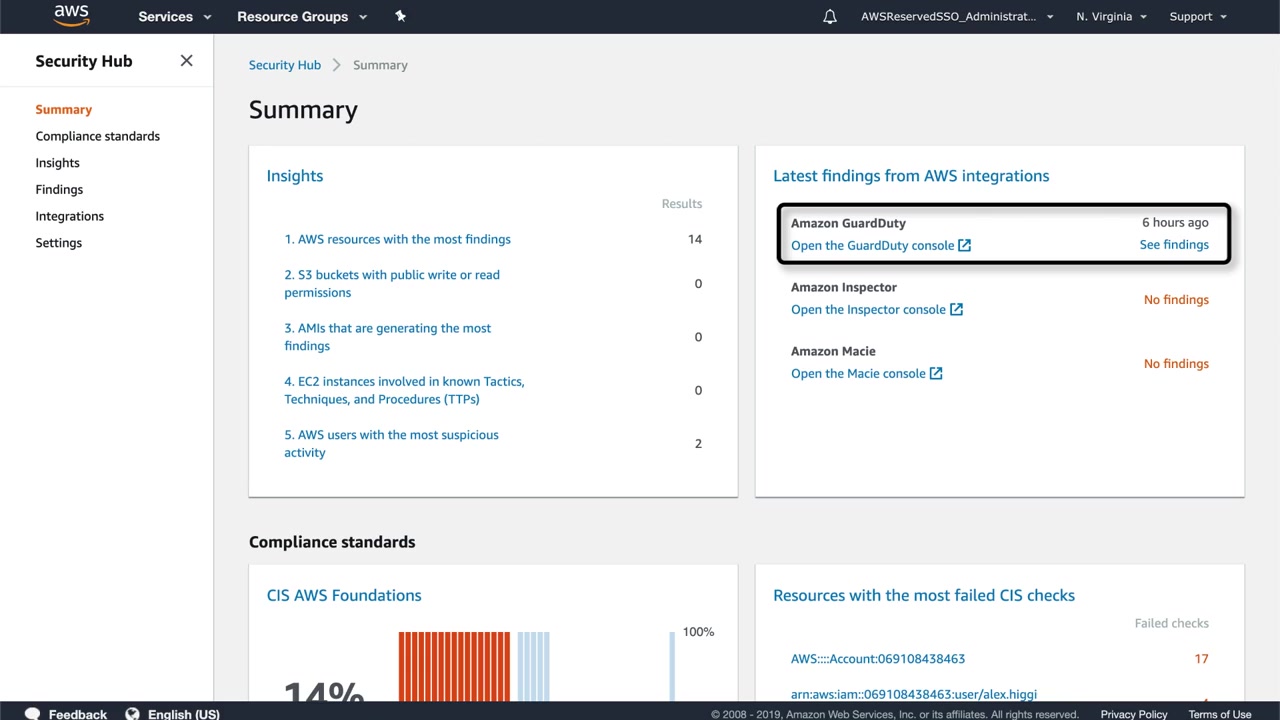 aws
Services
Resource Groups
AWSReservedSSO_Administrat...
N. Virginia
Support
Security Hub
Summary
Compliance standards
Insights
Findings
Integrations
Settings
Security Hub
Summary
Summary
Insights
Results
1. AWS resources with the most findings
14
2. S3 buckets with public write or read
permissions
0
3. AMIs that are generating the most
findings
0
4. EC2 instances involved in known Tactics,
Techniques, and Procedures (TTPs)
0
5. AWS users with the most suspicious
activity
2
Latest findings from AWS integrations
Amazon GuardDuty
6 hours ago
Open the GuardDuty console
See findings
Amazon Inspector
Open the Inspector console
No findings
Amazon Macie
Open the Macie console
No findings
Compliance standards
CIS AWS Foundations
100%
14%
Resources with the most failed CIS checks
Failed checks
AWS::::Account:069108438463
17
arn:aws:iam::069108438463:user/alex.higgi
Feedback
English (US)
© 2008 - 2019, Amazon Web Services, Inc. or its affiliates. All rights reserved.
Privacy Policy
Terms of Use